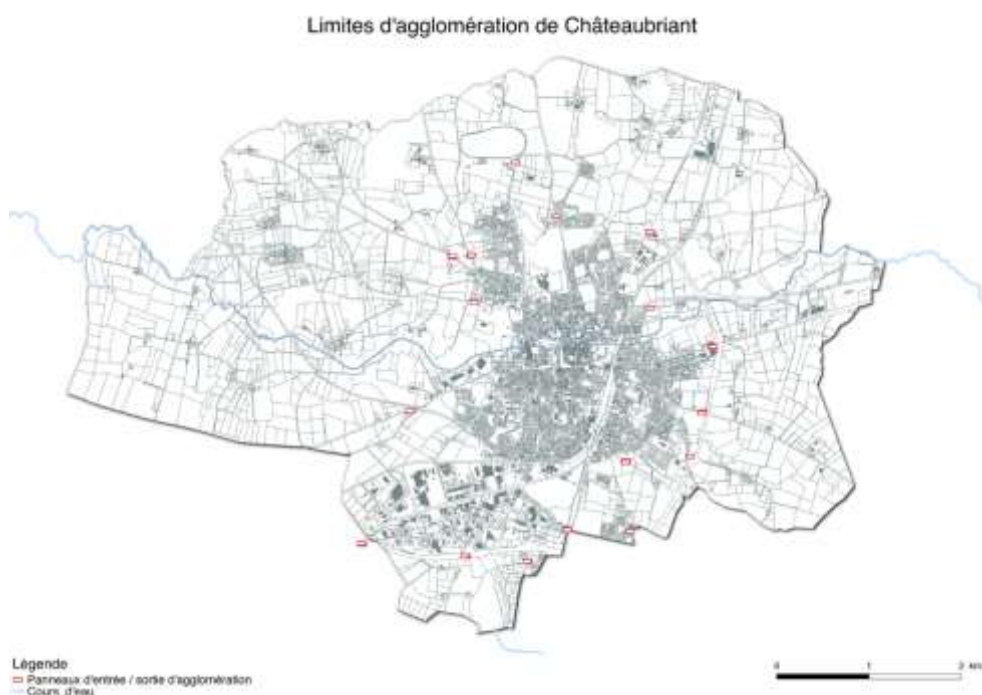 Limites d'agglomération de Châteaubriant
Légende
Panneaux d'entrée / sortie d'agglomération
Cours d'eau
0 1 2 km